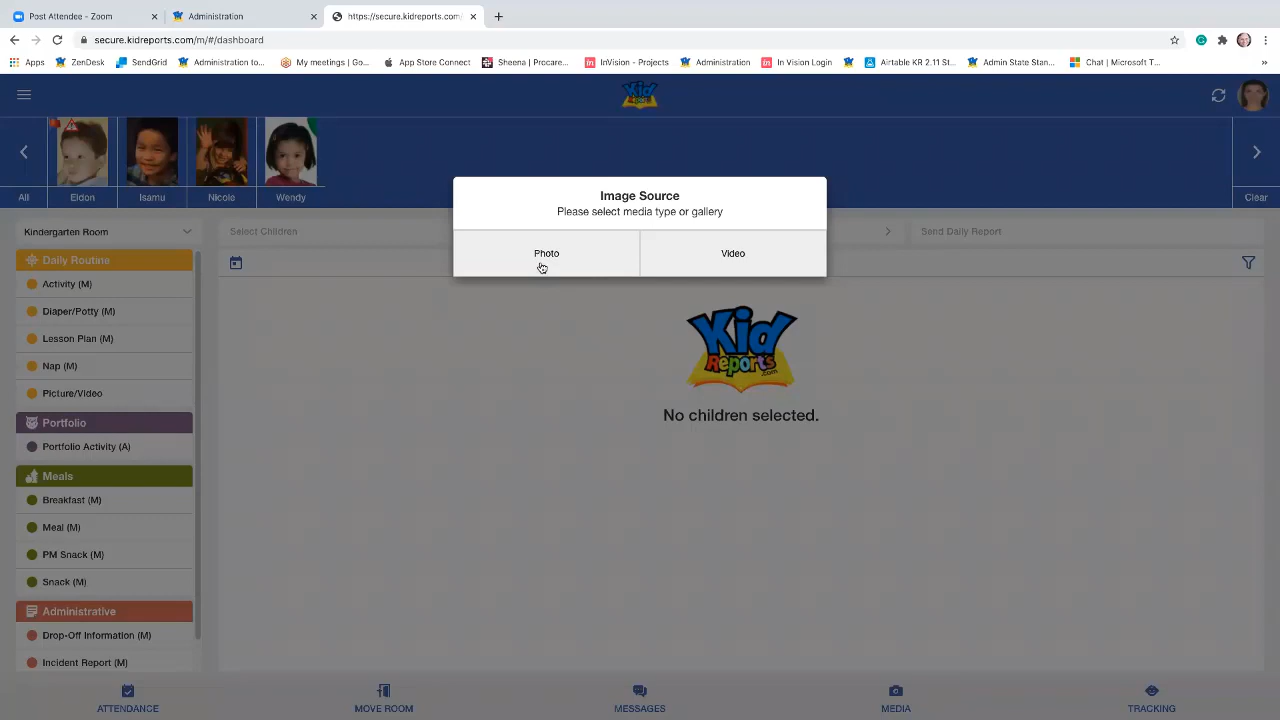 Post Attendee - Zoom
Administration
https://secure.kidreports.com/
secure.kidreports.com/m/#/dashboard
Apps
ZenDesk
SendGrid
Administration to...
My meetings | Go...
App Store Connect
Sheena | Procare...
InVision - Projects
Administration
In Vision Login
Airtable KR 2.11 St...
Admin State Stan...
Chat | Microsoft T...
Kid Reports
All
Eldon
Isamu
Nicole
Wendy
Clear
Image Source
Please select media type or gallery
Photo
Video
Kindergarten Room
Select Children
Send Daily Report
Daily Routine
Activity (M)
Diaper/Potty (M)
Lesson Plan (M)
Nap (M)
Picture/Video
Portfolio
Portfolio Activity (A)
Meals
Breakfast (M)
Meal (M)
PM Snack (M)
Snack (M)
Administrative
Drop-Off Information (M)
Incident Report (M)
Kid
Reports
.com
No children selected.
ATTENDANCE
MOVE ROOM
MESSAGES
MEDIA
TRACKING